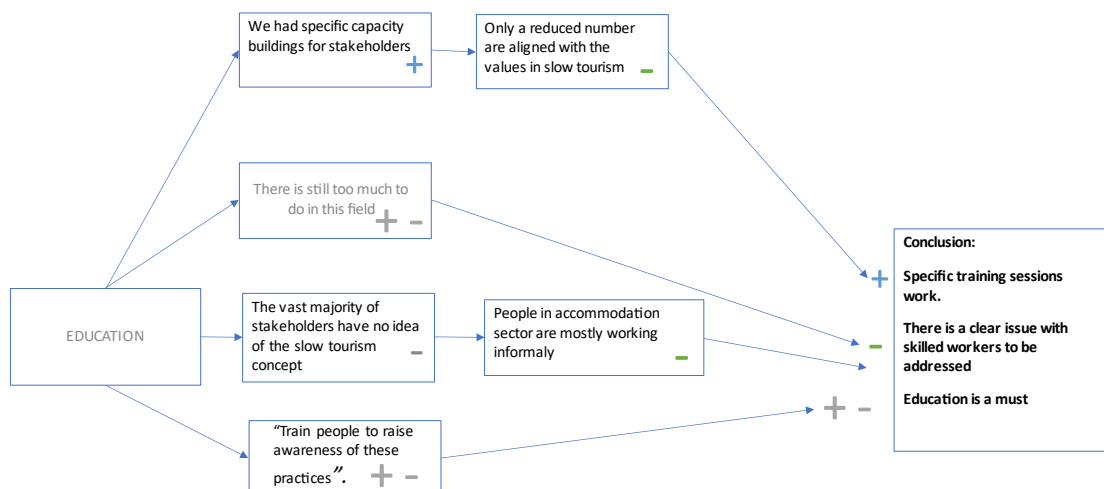 We had specific capacity
buildings for stakeholders
+
Only a reduced number
are aligned with the
values in slow tourism
-
There is still too much to
do in this field
+ -
EDUCATION
The vast majority of
stakeholders have no idea
of the slow tourism
concept
-
People in accommodation
sector are mostly working
informaly
-
“Train people to raise
awareness of these
practices”.
+ -
Conclusion:
+
Specific training sessions
work.
-
There is a clear issue with
skilled workers to be
addressed
+ -
Education is a must